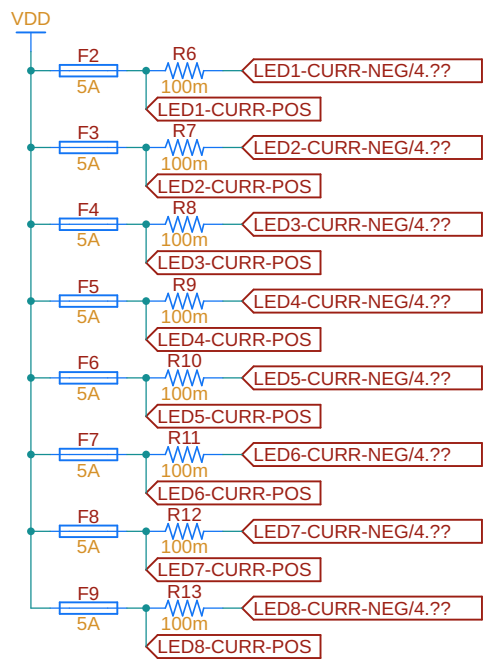 VDD
F2
R6
LED1-CURR-NEG/4.??
5A
100m
LED1-CURR-POS
F3
R7
LED2-CURR-NEG/4.??
5A
100m
LED2-CURR-POS
F4
R8
LED3-CURR-NEG/4.??
5A
100m
LED3-CURR-POS
F5
R9
LED4-CURR-NEG/4.??
5A
100m
LED4-CURR-POS
F6
R10
LED5-CURR-NEG/4.??
5A
100m
LED5-CURR-POS
F7
R11
LED6-CURR-NEG/4.??
5A
100m
LED6-CURR-POS
F8
R12
LED7-CURR-NEG/4.??
5A
100m
LED7-CURR-POS
F9
R13
LED8-CURR-NEG/4.??
5A
100m
LED8-CURR-POS